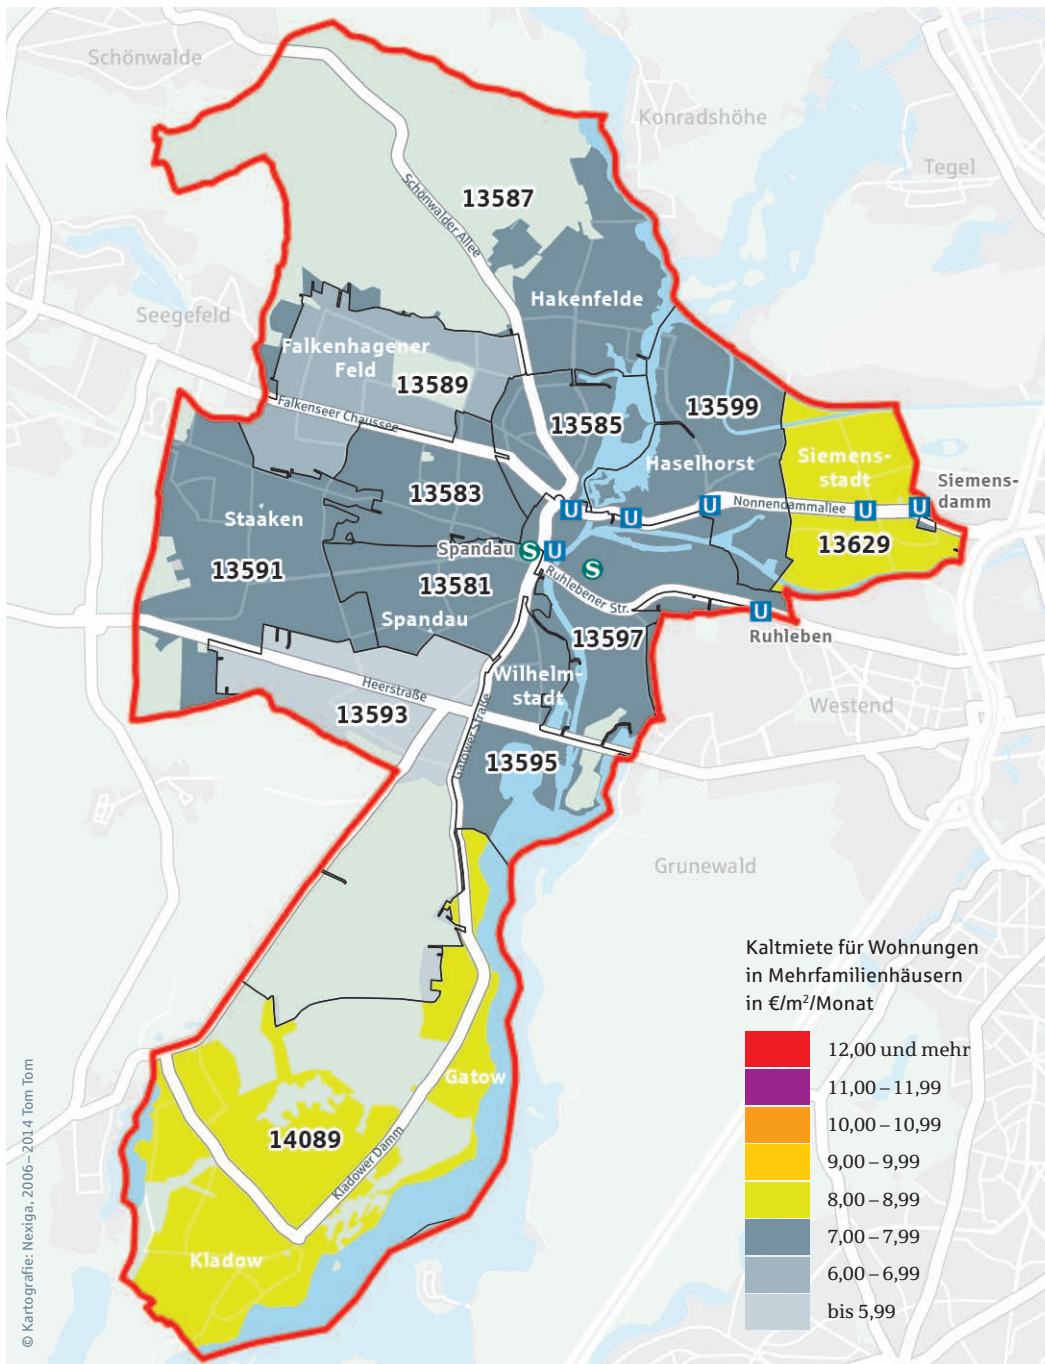 Schönwalde
Konradshöhe
Tegel
13587
Schönwalder Allee
Hakenfelde
Seegefeld
Falkenhagener
Feld
13589
Falkenseer Chaussee
13585
13599
Haselhorst
Siemens-
stadt
Siemens-
damm
13583
Staaken
Nonnendammallee
U
U
U
U
U
13629
Spandau
S
U
S
13591
13581
Spandau
Ruhlebener Str.
13597
U
Ruhleben
Wilhelm-
stadt
Heerstraße
13593
Gatower Straße
Westend
13595
Grunewald
Gatow
14089
Kladower Damm
Kladow
Kaltmiete für Wohnungen
in Mehrfamilienhäusern
in €/m²/Monat
12,00 und mehr
11,00 – 11,99
10,00 – 10,99
9,00 – 9,99
8,00 – 8,99
7,00 – 7,99
6,00 – 6,99
bis 5,99
© Kartografie: Nexiga, 2006 – 2014 Tom Tom